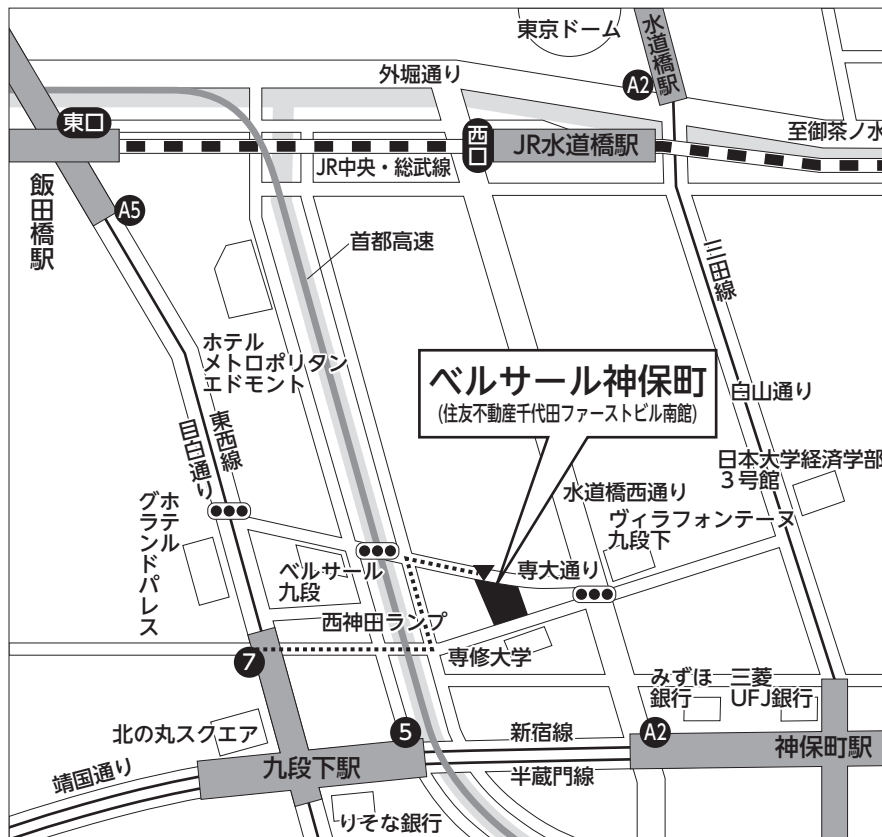 東京ドーム
水道橋駅
外堀通り
A2
東口
西口
JR水道橋駅
至御茶ノ水
JR中央・総武線
飯田橋駅
A5
首都高速
三田線
ホテル
メトロポリタン
エドモント
ベルサール神保町
(住友不動産千代田ファーストビル南館)
白山通り
東西線
目白通り
日本大学経済学部
3号館
水道橋西通り
ホテル
グランドパレス
ヴィラフォンテーヌ
九段下
ベルサール
九段
専大通り
西神田ランプ
専修大学
7
みずほ
銀行
三菱
UFJ銀行
北の丸スクエア
5
新宿線
A2
神保町駅
靖国通り
九段下駅
半蔵門線
りそな銀行